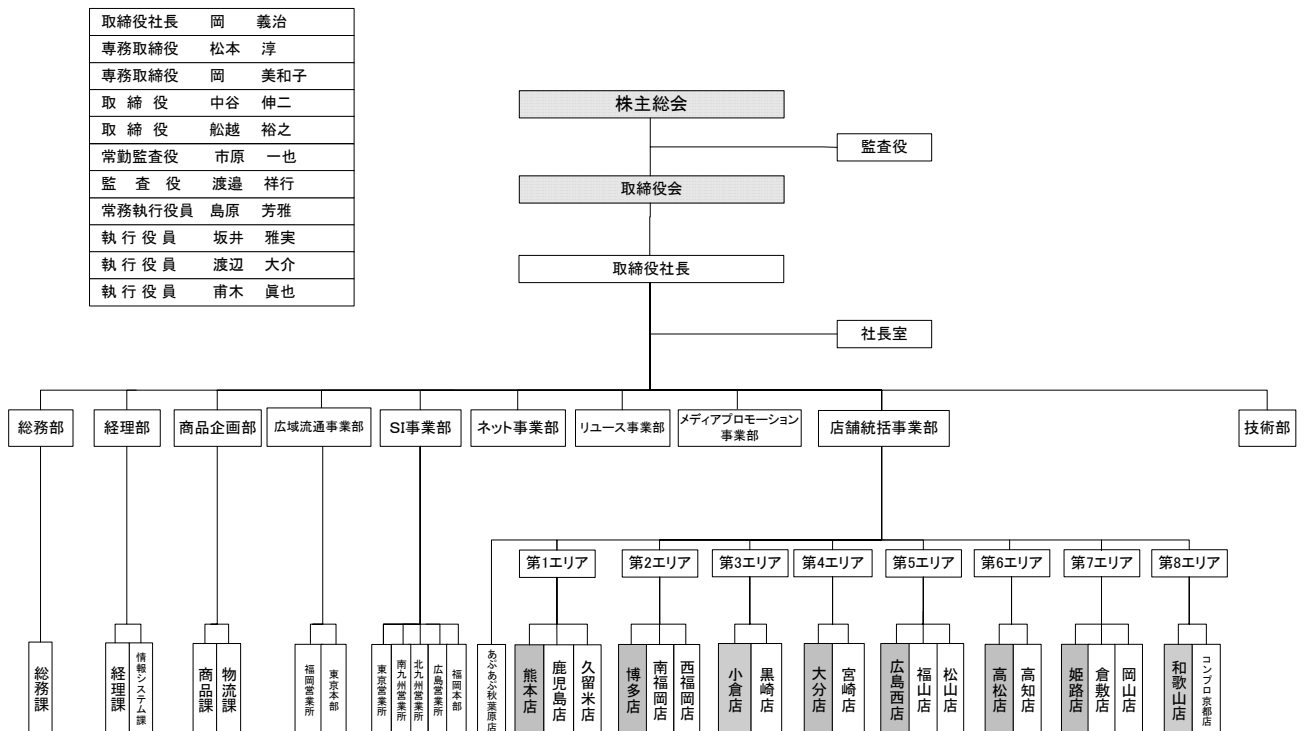 取締役社長 岡 義治
専務取締役 松本 淳
専務取締役 岡 美和子
取締役 中谷 伸二
取締役 舩越 裕之
常勤監査役 市原 一也
監査役 渡邉 祥行
常務執行役員 島原 芳雅
執行役員 坂井 雅実
執行役員 渡辺 大介
執行役員 甫木 眞也
株主総会
監査役
取締役会
取締役社長
社長室
総務部
経理部
商品企画部
広域流通事業部
SI事業部
ネット事業部
リユース事業部
メディアプロモーション
事業部
店舗統括事業部
技術部
第1エリア
第2エリア
第3エリア
第4エリア
第5エリア
第6エリア
第7エリア
第8エリア
総務課
経理課
情報システム課
商品課
物流課
福岡営業所
東京本部
東京営業所
南九州営業所
北九州営業所
広島営業所
福岡本部
あぷあぷ秋葉原店
熊本店
鹿児島店
久留米店
博多店
南福岡店
西福岡店
小倉店
黒崎店
大分店
宮崎店
広島西店
福山店
松山店
高松店
高知店
姫路店
倉敷店
岡山店
和歌山店
コンプロ京都店